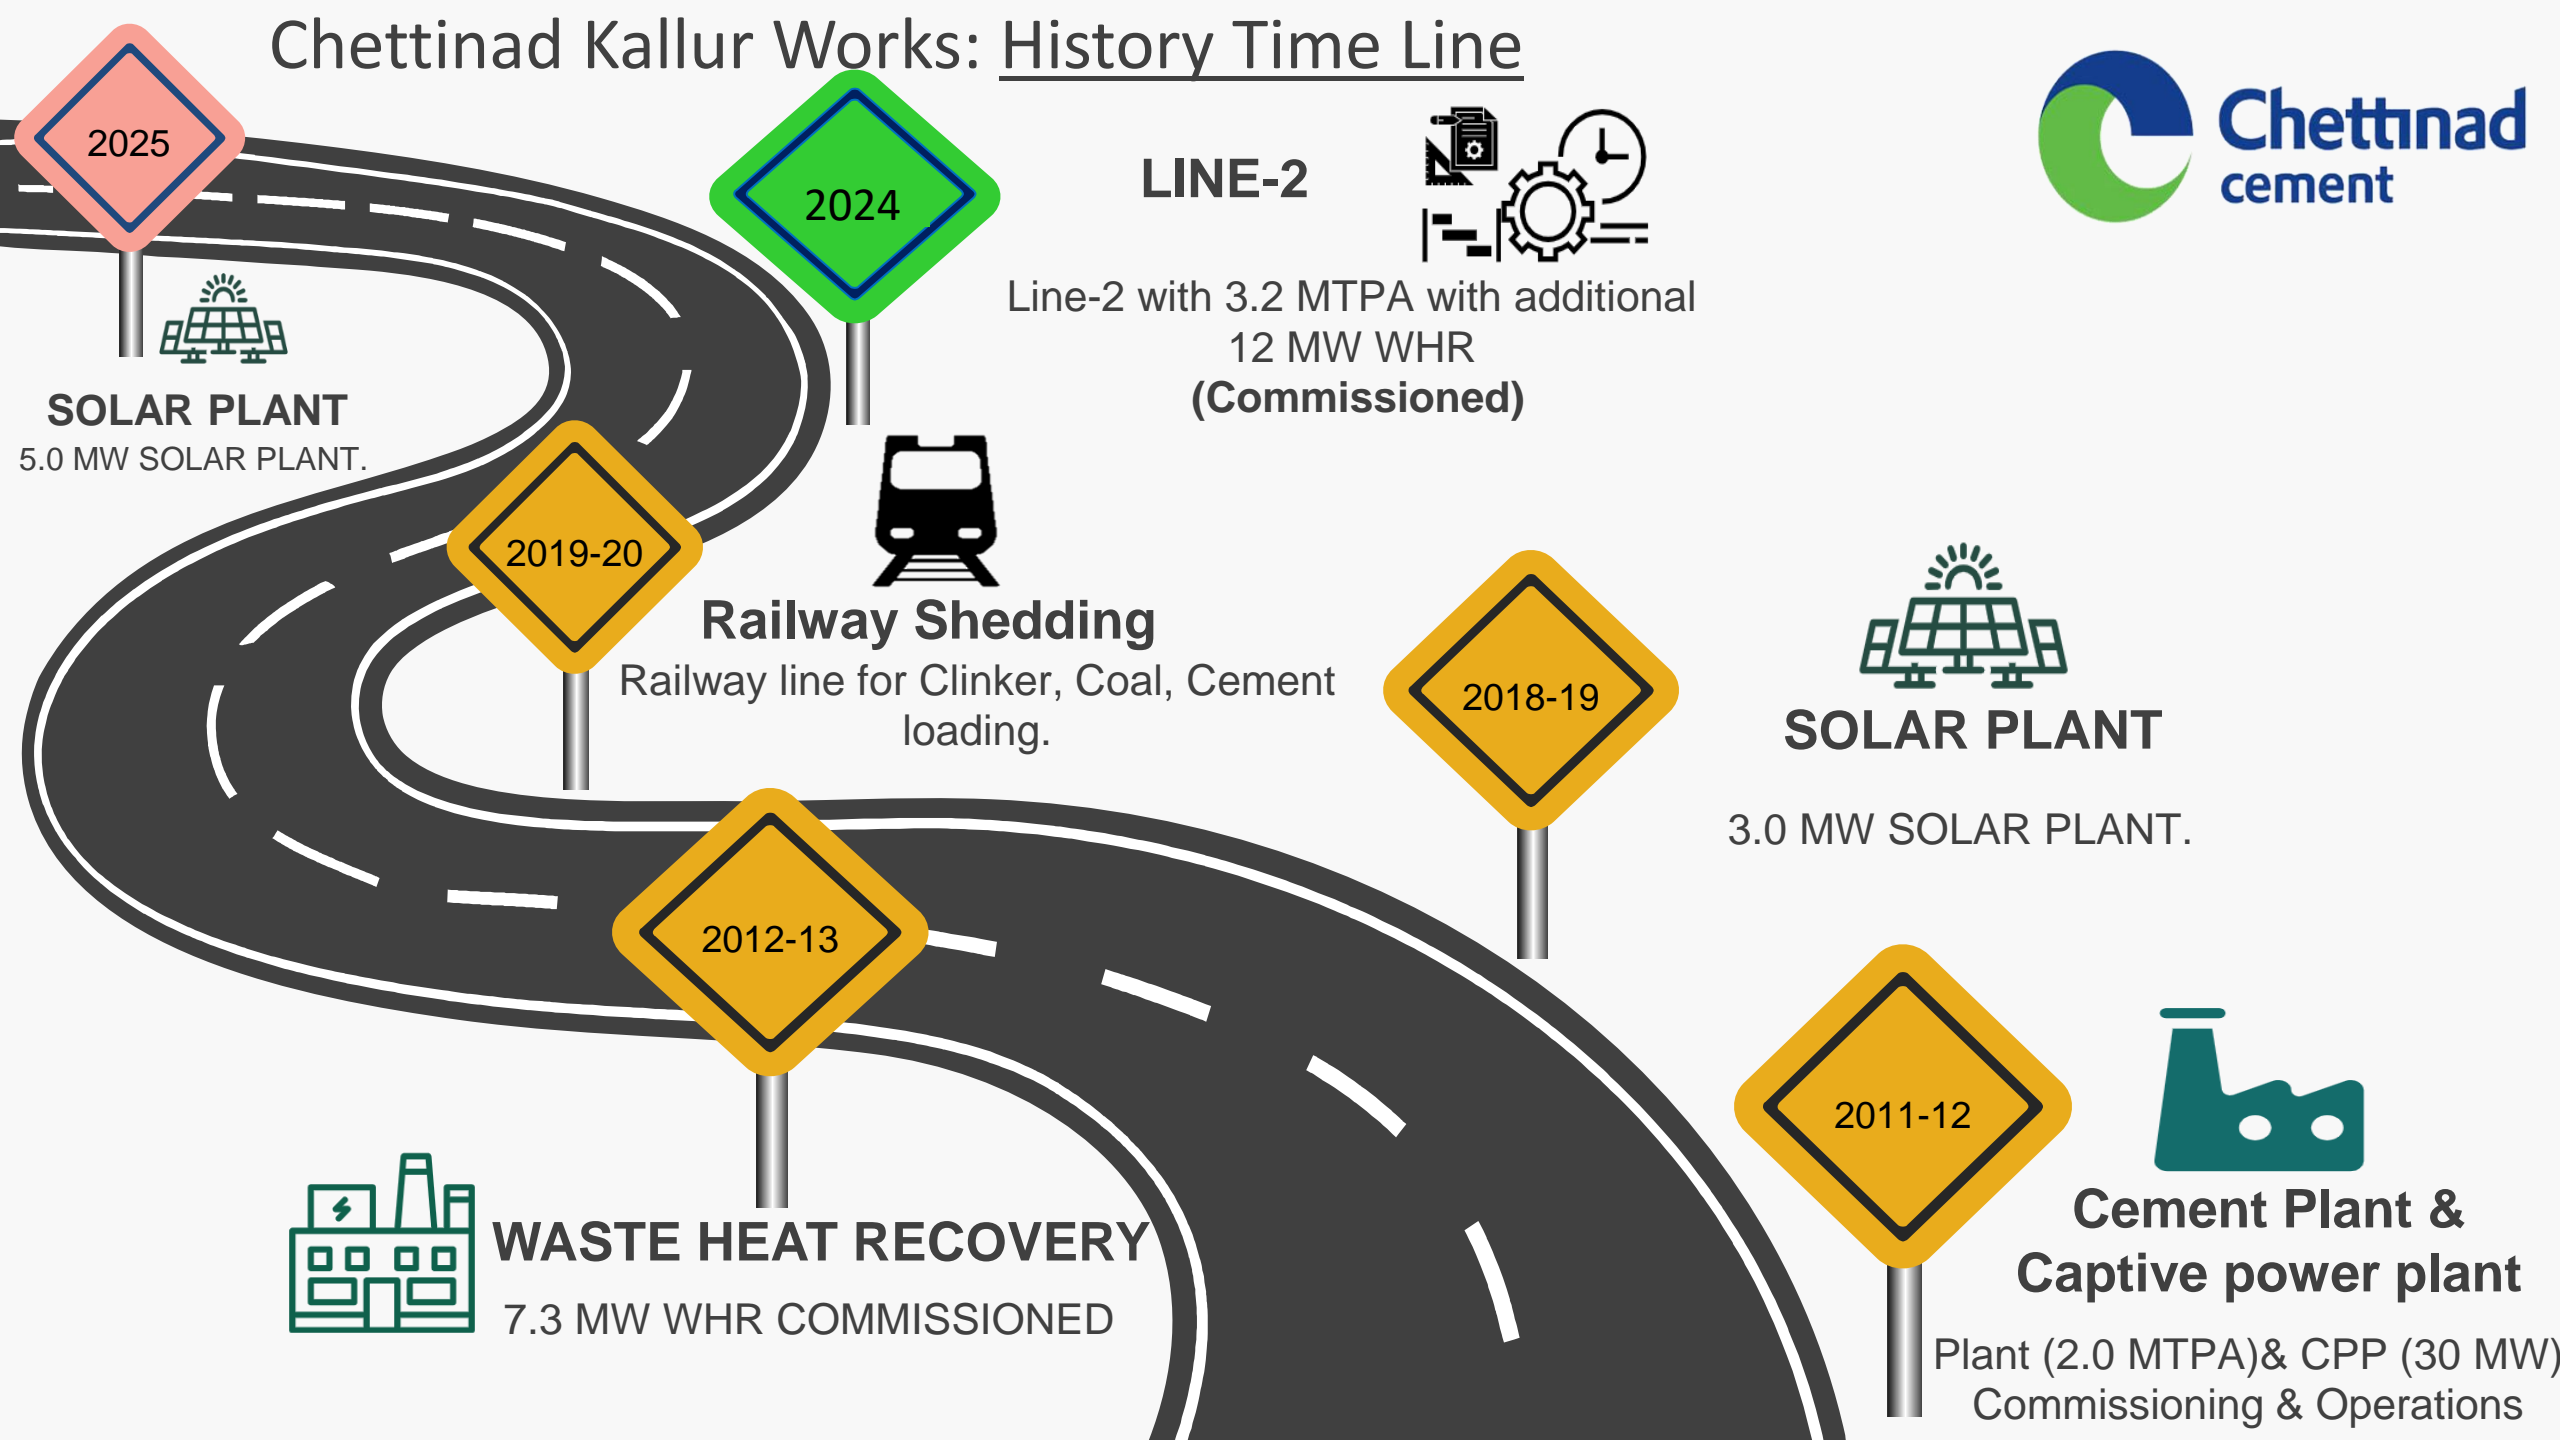 Chettinad Kallur Works: History Time Line
Chettinad
cement
2025
SOLAR PLANT
5.0 MW SOLAR PLANT.
2024
LINE-2
Line-2 with 3.2 MTPA with additional
12 MW WHR
(Commissioned)
2019-20
Railway Shedding
Railway line for Clinker, Coal, Cement
loading.
2018-19
SOLAR PLANT
3.0 MW SOLAR PLANT.
2012-13
WASTE HEAT RECOVERY
7.3 MW WHR COMMISSIONED
2011-12
Cement Plant &
Captive power plant
Plant (2.0 MTPA)& CPP (30 MW)
Commissioning & Operations